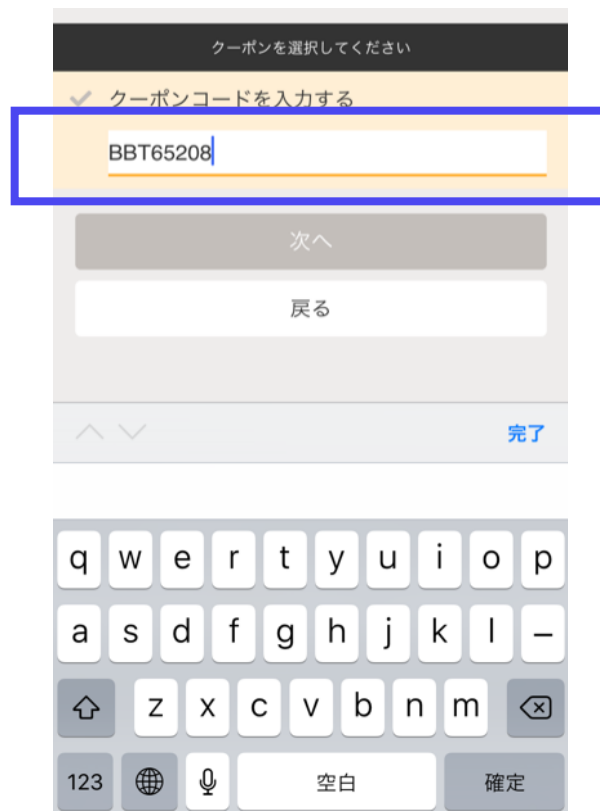 クーポンを選択してください
クーポンコードを入力する
BBT65208
次へ
戻る
完了
q w e r t y u i o p
a s d f g h j k l ー
z x c v b n m
123 空白 確定